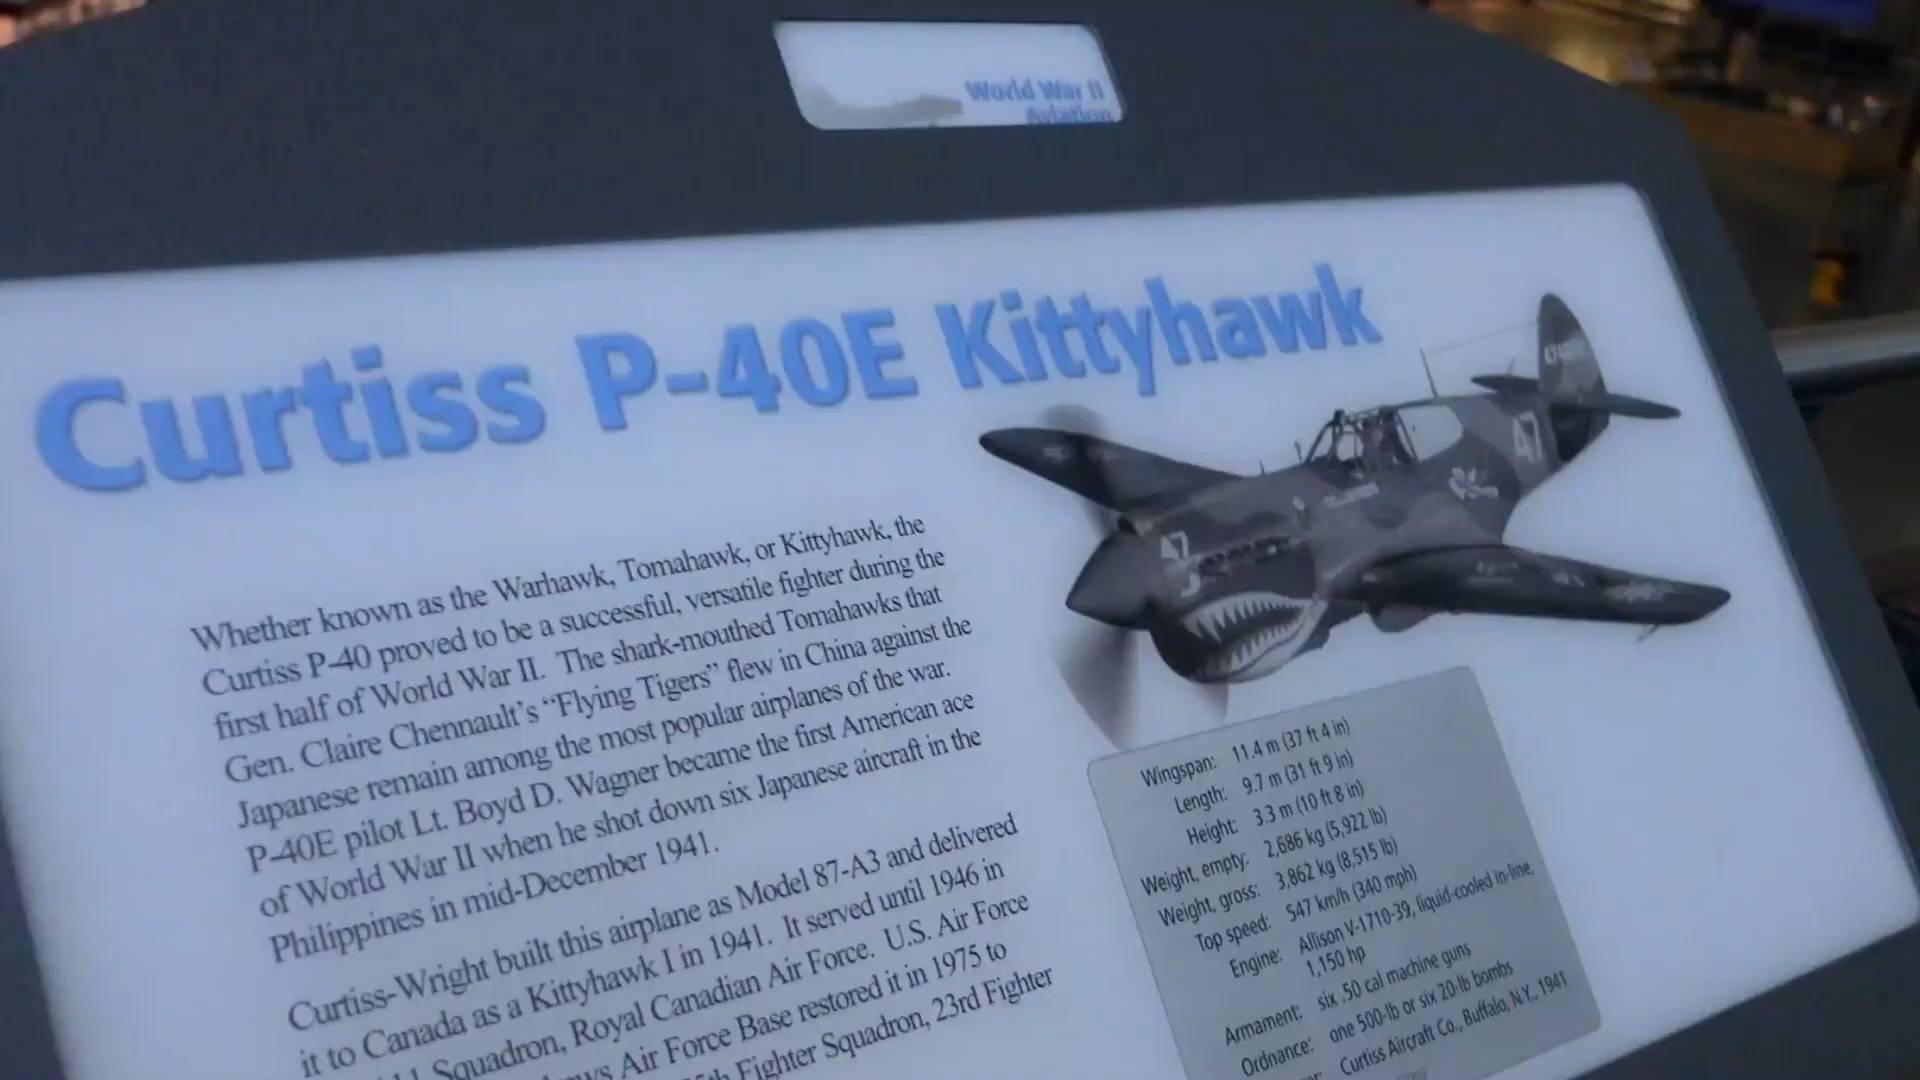 World War II
Aviation
Curtiss P-40E Kittyhawk
47
47
Whether known as the Warhawk, Tomahawk, or Kittyhawk, the
Curtiss P-40 proved to be a successful, versatile fighter during the
first half of World War II. The shark-mouthed Tomahawks that
Gen. Claire Chennault's “Flying Tigers” flew in China against the
Japanese remain among the most popular airplanes of the war.
P-40E pilot Lt. Boyd D. Wagner became the first American ace
of World War II when he shot down six Japanese aircraft in the
Philippines in mid-December 1941.
Curtiss-Wright built this airplane as Model 87-A3 and delivered
it to Canada as a Kittyhawk I in 1941. It served until 1946 in
Squadron, Royal Canadian Air Force. U.S. Air Force
Air Force Base restored it in 1975 to
Fighter Squadron, 23rd Fighter
Wingspan: 11.4 m (37 ft 4 in)
Length: 9.7 m (31 ft 9 in)
Height: 3.3 m (10 ft 8 in)
Weight, empty: 2,686 kg (5,922 lb)
Weight, gross: 3,862 kg (8,515 lb)
Top speed: 547 km/h (340 mph)
Engine: Allison V-1710-39, liquid-cooled in-line,
1,150 hp
Armament: six .50 cal machine guns
Ordnance: one 500-lb or six 20-lb bombs
Curtiss Aircraft Co., Buffalo, N.Y., 1941